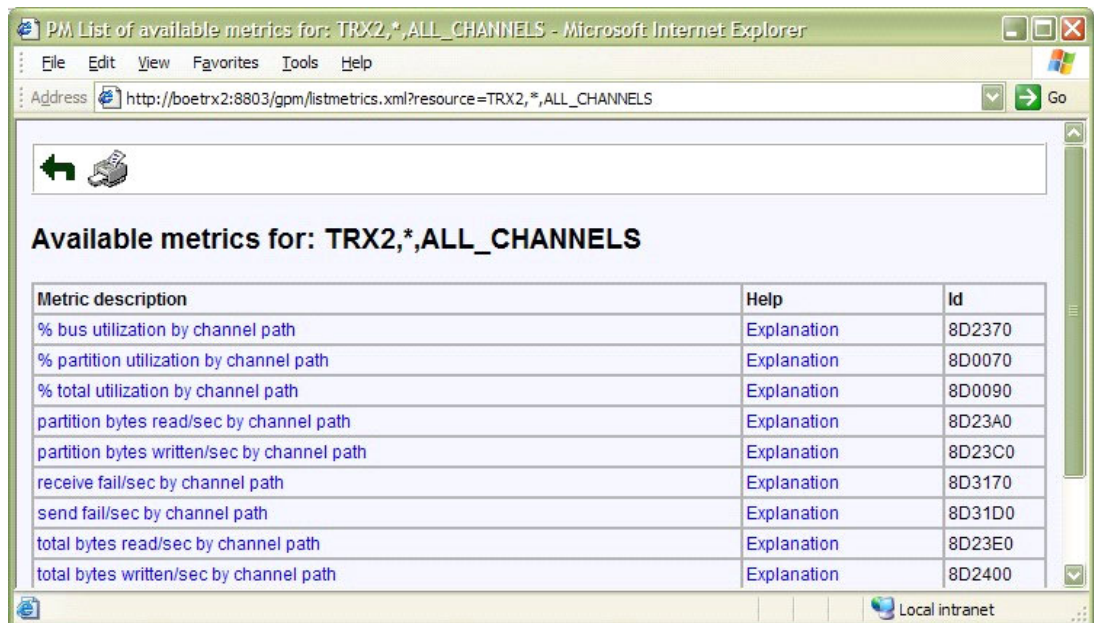 PM List of available metrics for: TRX2,*,ALL_CHANNELS - Microsoft Internet Explorer
File Edit View Favorites Tools Help
Address http://boetrx2:8803/gpm/listmetrics.xml?resource=TRX2,*,ALL_CHANNELS Go
Available metrics for: TRX2,*,ALL_CHANNELS
Metric description Help Id
% bus utilization by channel path Explanation 8D2370
% partition utilization by channel path Explanation 8D0070
% total utilization by channel path Explanation 8D0090
partition bytes read/sec by channel path Explanation 8D23A0
partition bytes written/sec by channel path Explanation 8D23C0
receive fail/sec by channel path Explanation 8D3170
send fail/sec by channel path Explanation 8D31D0
total bytes read/sec by channel path Explanation 8D23E0
total bytes written/sec by channel path Explanation 8D2400
Local intranet